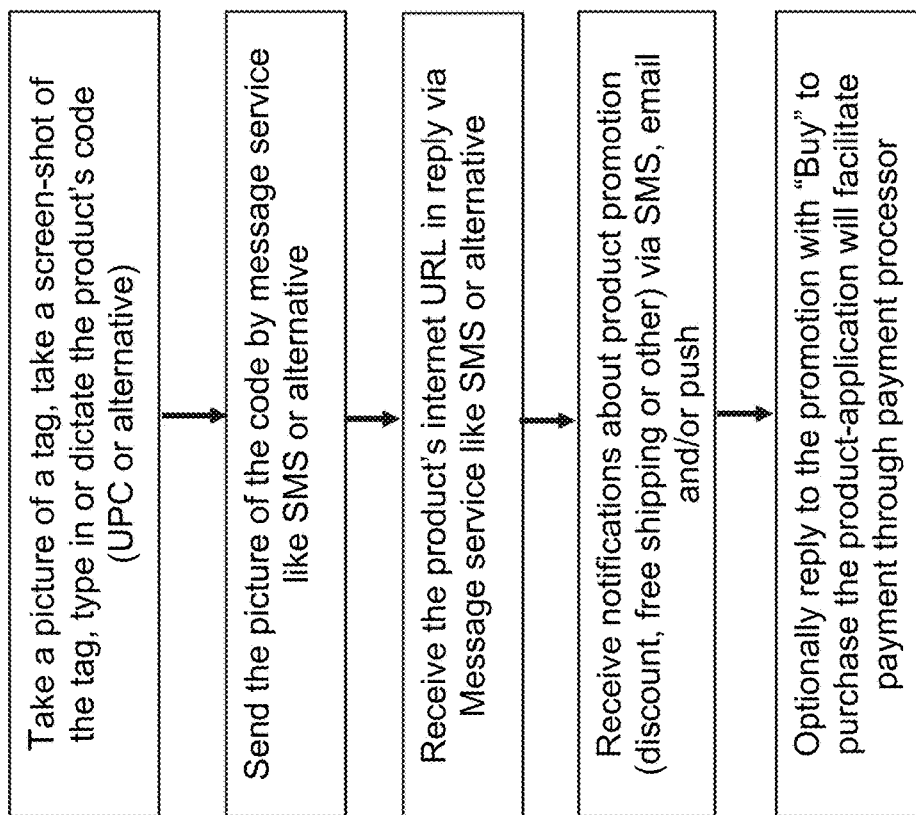 Take a picture of a tag, take a screen-shot of
the tag, type in or dictate the product's code
(UPC or alternative)
Send the picture of the code by message service
like SMS or alternative
Receive the product's internet URL in reply via
Message service like SMS or alternative
Receive notifications about product promotion
(discount, free shipping or other) via SMS, email
and/or push
Optionally reply to the promotion with "Buy" to
purchase the product-application will facilitate
payment through payment processor